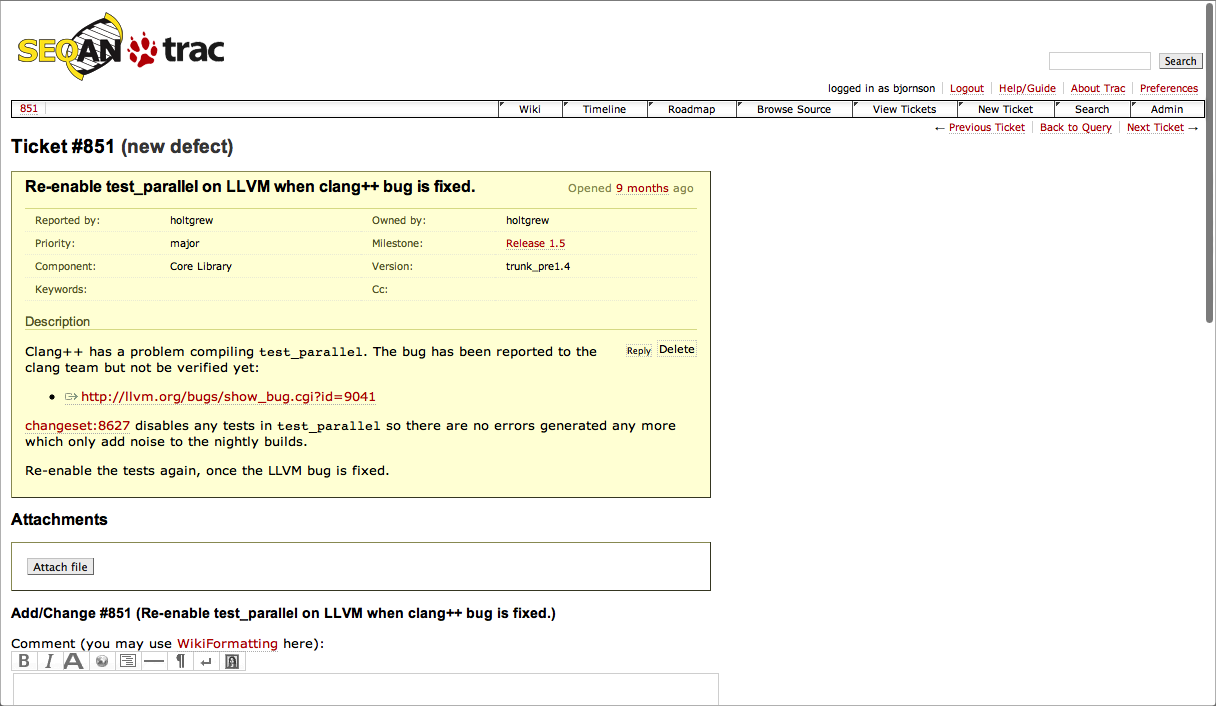 SEQAN trac
Search
logged in as bjornson Logout Help/Guide About Trac Preferences
851 Wiki Timeline Roadmap Browse Source View Tickets New Ticket Search Admin
← Previous Ticket Back to Query Next Ticket →
Ticket #851 (new defect)
Re-enable test_parallel on LLVM when clang++ bug is fixed. Opened 9 months ago
Reported by: holtgrew Owned by: holtgrew
Priority: major Milestone: Release 1.5
Component: Core Library Version: trunk_pre1.4
Keywords: Cc:
Description
Reply Delete
Clang++ has a problem compiling test_parallel. The bug has been reported to the
clang team but not be verified yet:
• http://llvm.org/bugs/show_bug.cgi?id=9041
changeset:8627 disables any tests in test_parallel so there are no errors generated any more
which only add noise to the nightly builds.
Re-enable the tests again, once the LLVM bug is fixed.
Attachments
Attach file
Add/Change #851 (Re-enable test_parallel on LLVM when clang++ bug is fixed.)
Comment (you may use WikiFormatting here):
B I A ¶